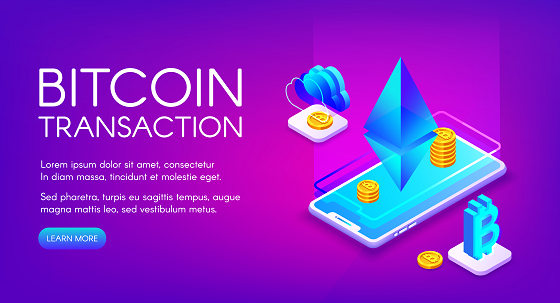 BITCOIN
TRANSACTION
Lorem ipsum dolor sit amet, consectetur
In diam massa, tincidunt et molestie eget.
Sed pharetra, turpis eu sagittis tempus, augue
magna mattis leo, sed vestibulum metus.
LEARN MORE